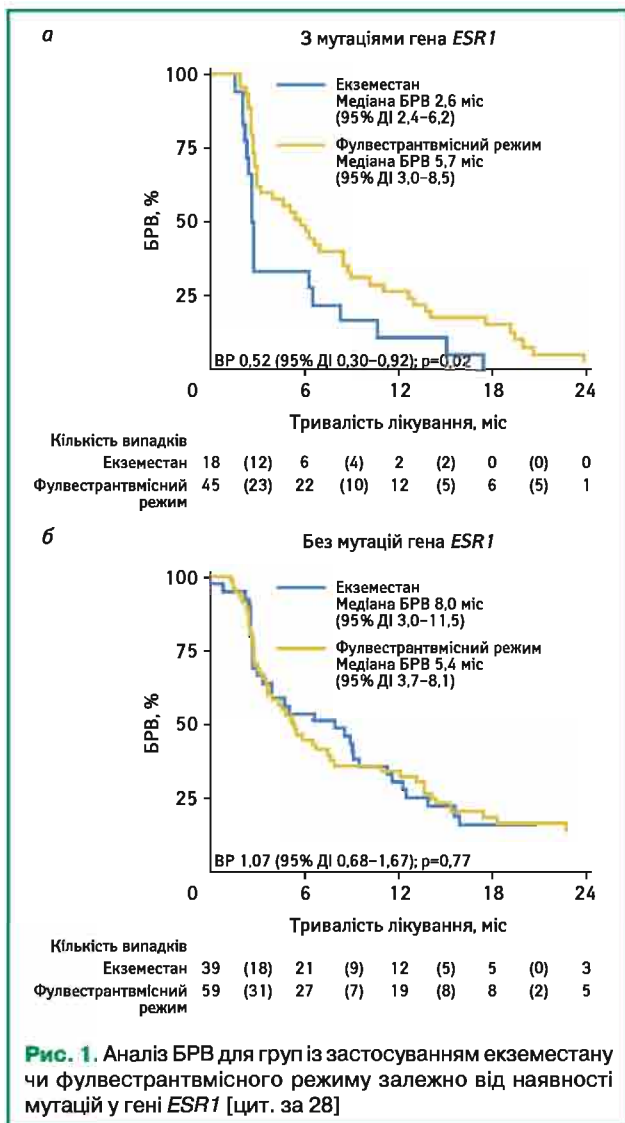 а
З мутаціями гена ESR1
100
75
50
25
0
БРВ, %
Екземестан
Медіана БРВ 2,6 міс
(95% ДІ 2,4–6,2)
Фулвестрантвмісний режим
Медіана БРВ 5,7 міс
(95% ДІ 3,0–8,5)
ВР 0,52 (95% ДІ 0,30–0,92); р=0,02
6 12 18 24
Тривалість лікування, міс
Кількість випадків
Екземестан 18 (12) 6 (4) 2 (2) 0 (0) 0
Фулвестрантвмісний 45 (23) 22 (10) 12 (5) 6 (5) 1
режим
б
Без мутацій гена ESR1
100
75
50
25
0
БРВ, %
Екземестан
Медіана БРВ 8,0 міс
(95% ДІ 3,0–11,5)
Фулвестрантвмісний режим
Медіана БРВ 5,4 міс
(95% ДІ 3,7–8,1)
ВР 1,07 (95% ДІ 0,68–1,67); р=0,77
6 12 18 24
Тривалість лікування, міс
Кількість випадків
Екземестан 39 (18) 21 (9) 12 (5) 5 (0) 3
Фулвестрантвмісний 59 (31) 27 (7) 19 (8) 8 (2) 5
режим
Рис. 1. Аналіз БРВ для груп із застосуванням екземестану
чи фулвестрантвмісного режиму залежно від наявності
мутацій у гені ESR1 [цит. за 28]